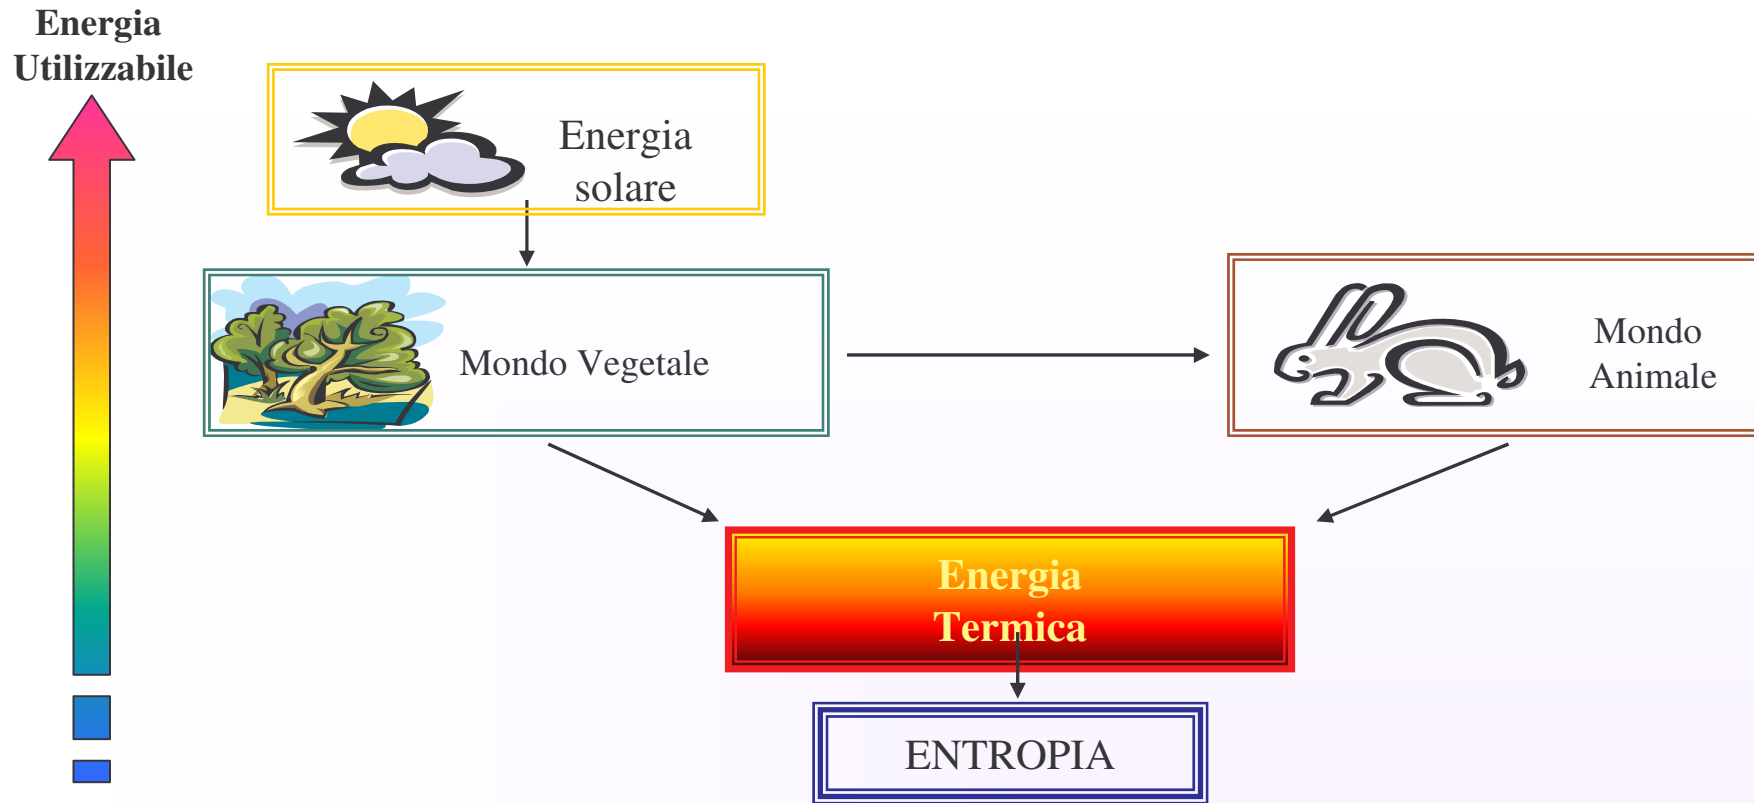 Energia
Utilizzabile
Energia
solare
Mondo Vegetale
Mondo
Animale
Energia
Termica
ENTROPIA